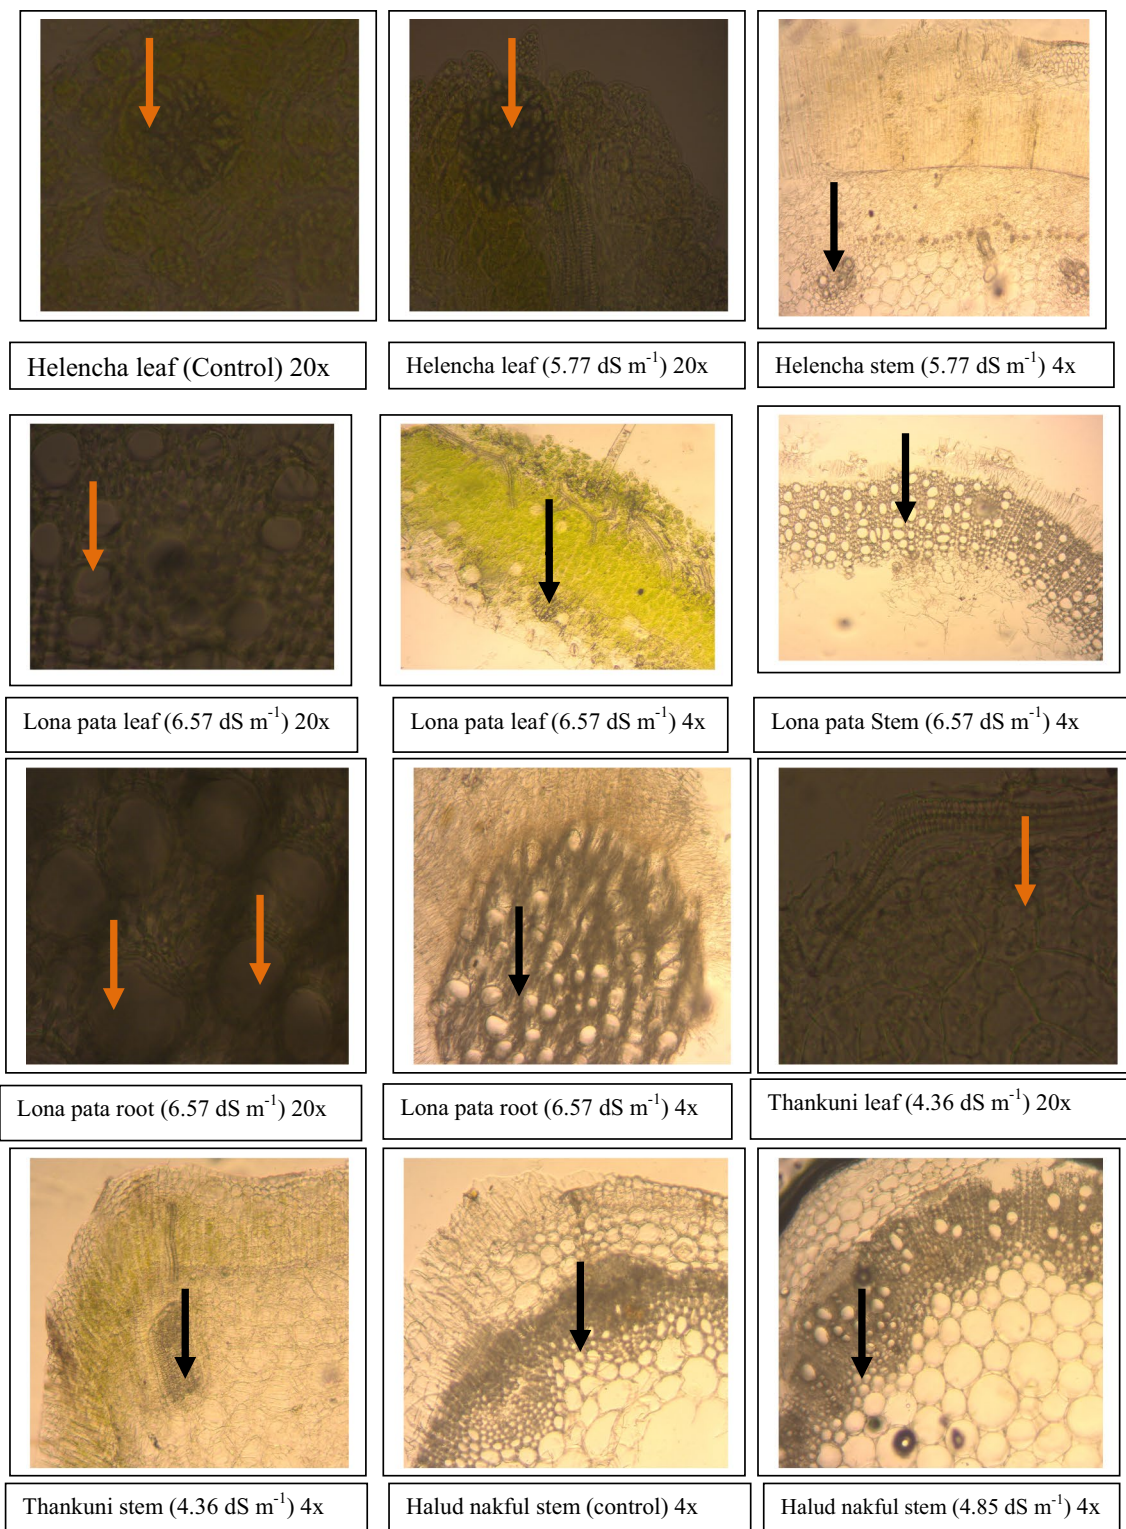 Helencha leaf (Control) 20x
Helencha leaf (5.77 dS m⁻¹) 20x
Helencha stem (5.77 dS m⁻¹) 4x
Lona pata leaf (6.57 dS m⁻¹) 20x
Lona pata leaf (6.57 dS m⁻¹) 4x
Lona pata Stem (6.57 dS m⁻¹) 4x
Lona pata root (6.57 dS m⁻¹) 20x
Lona pata root (6.57 dS m⁻¹) 4x
Thankuni leaf (4.36 dS m⁻¹) 20x
Thankuni stem (4.36 dS m⁻¹) 4x
Halud nakful stem (control) 4x
Halud nakful stem (4.85 dS m⁻¹) 4x